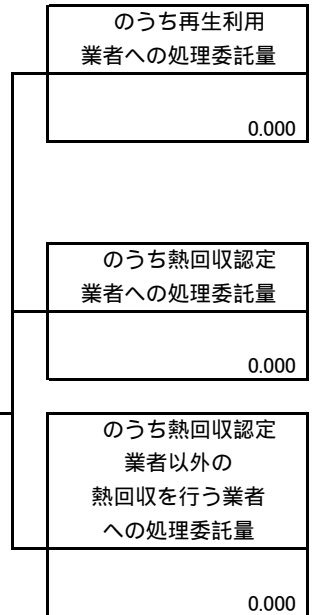 のうち再生利用
業者への処理委託量
0.000
のうち熱回収認定
業者への処理委託量
0.000
のうち熱回収認定
業者以外の
熱回収を行う業者
への処理委託量
0.000